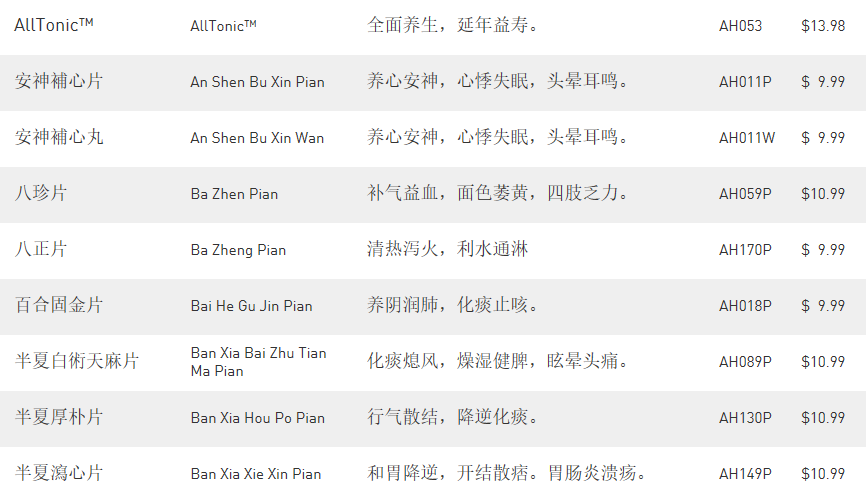 AllTonic™ AllTonic™ 全面养生，延年益寿。 AH053 $13.98
安神補心片 An Shen Bu Xin Pian 养心安神，心悸失眠，头晕耳鸣。 AH011P $ 9.99
安神補心丸 An Shen Bu Xin Wan 养心安神，心悸失眠，头晕耳鸣。 AH011W $ 9.99
八珍片 Ba Zhen Pian 补气益血，面色萎黄，四肢乏力。 AH059P $10.99
八正片 Ba Zheng Pian 清热泻火，利水通淋 AH170P $ 9.99
百合固金片 Bai He Gu Jin Pian 养阴润肺，化痰止咳。 AH018P $ 9.99
半夏白術天麻片 Ban Xia Bai Zhu Tian Ma Pian 化痰熄风，燥湿健脾，眩晕头痛。 AH089P $10.99
半夏厚朴片 Ban Xia Hou Po Pian 行气散结，降逆化痰。 AH130P $10.99
半夏瀉心片 Ban Xia Xie Xin Pian 和胃降逆，开结散痞。胃肠炎溃疡。 AH149P $10.99